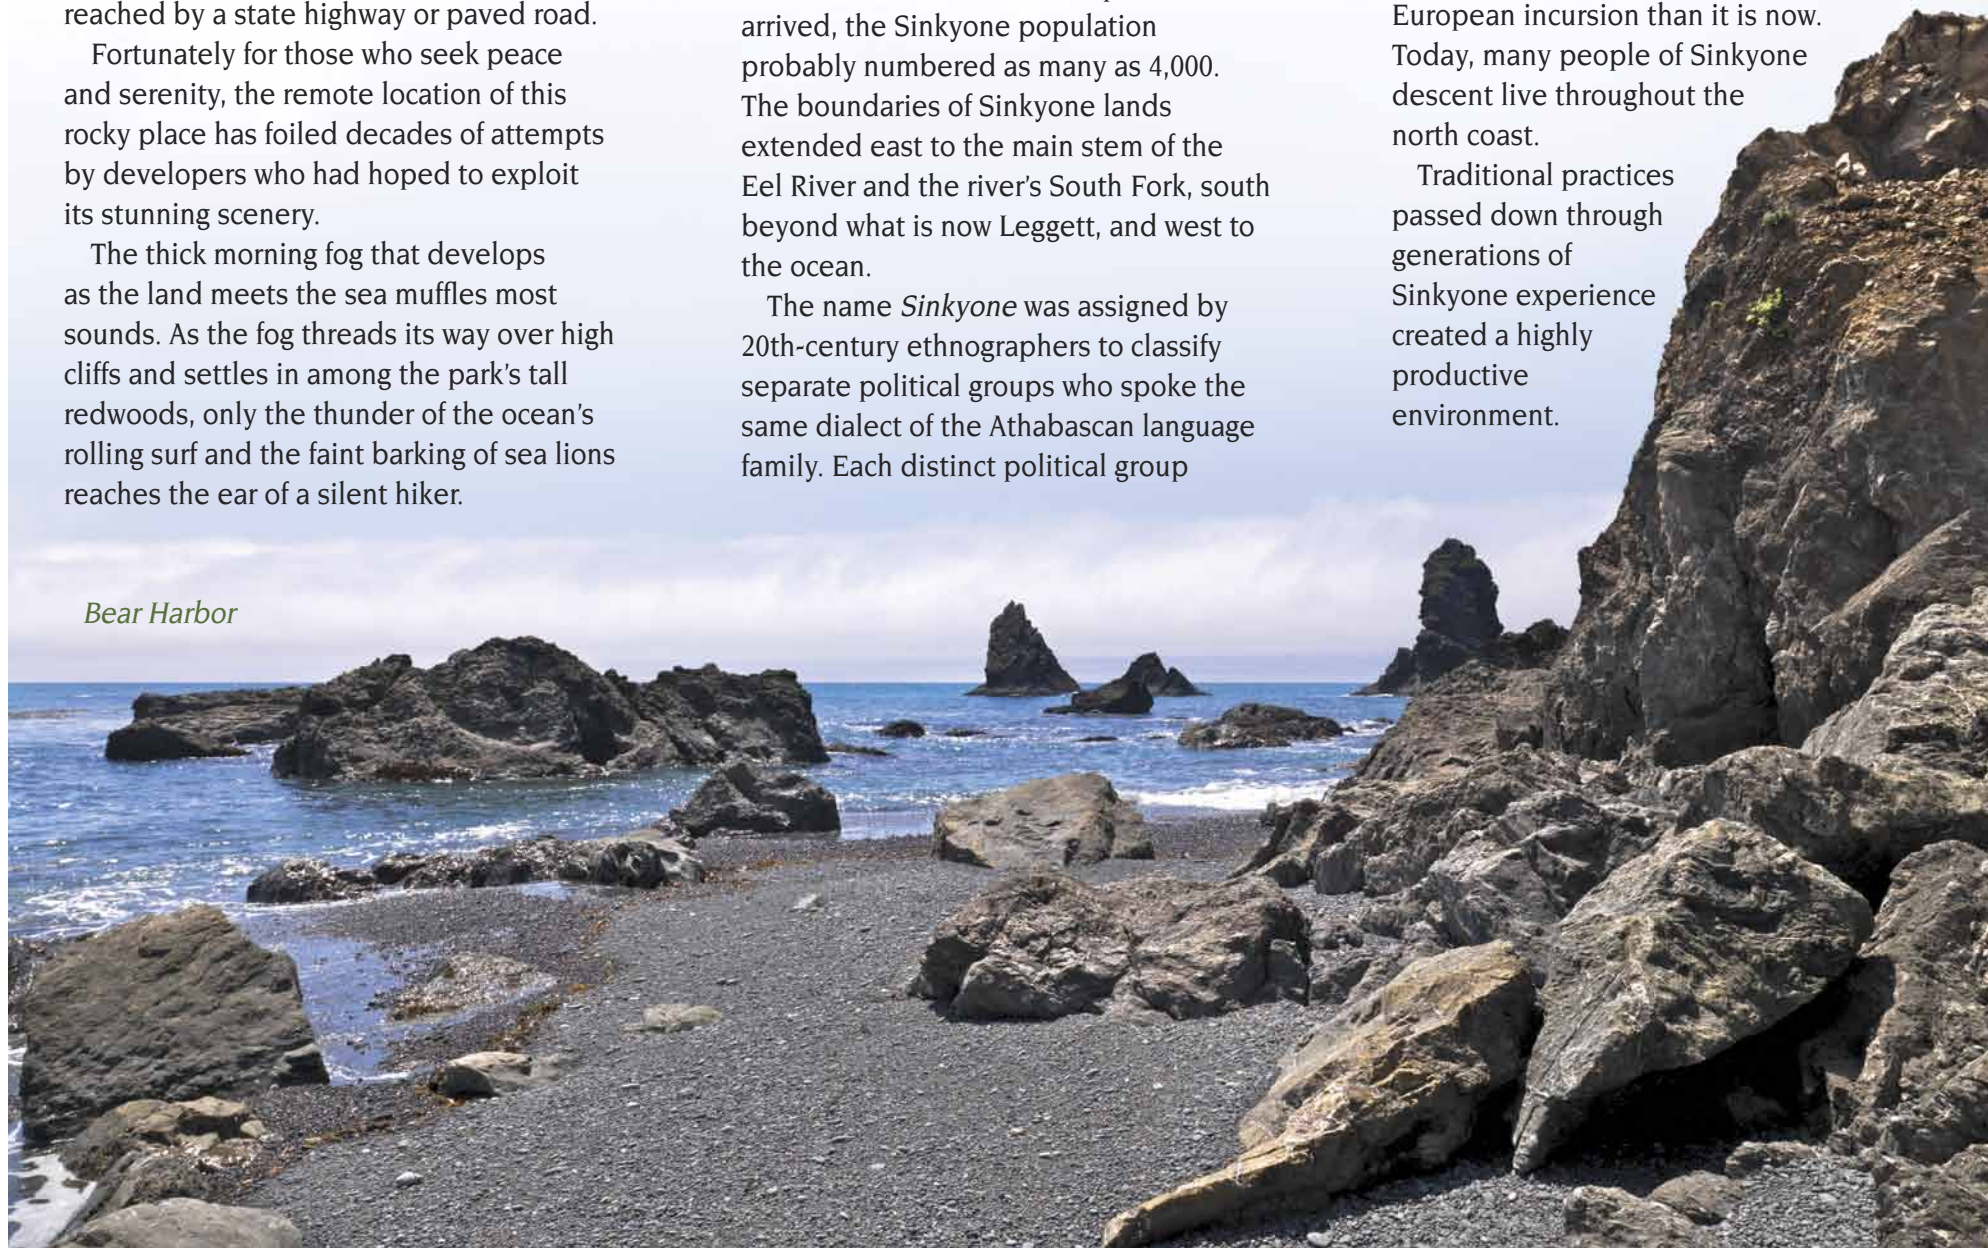 reached by a state highway or paved road.
Fortunately for those who seek peace
and serenity, the remote location of this
rocky place has foiled decades of attempts
by developers who had hoped to exploit
its stunning scenery.
The thick morning fog that develops
as the land meets the sea muffles most
sounds. As the fog threads its way over high
cliffs and settles in among the park’s tall
redwoods, only the thunder of the ocean’s
rolling surf and the faint barking of sea lions
reaches the ear of a silent hiker.
arrived, the Sinkyone population
probably numbered as many as 4,000.
The boundaries of Sinkyone lands
extended east to the main stem of the
Eel River and the river’s South Fork, south
beyond what is now Leggett, and west to
the ocean.
The name Sinkyone was assigned by
20th-century ethnographers to classify
separate political groups who spoke the
same dialect of the Athabascan language
family. Each distinct political group
European incursion than it is now.
Today, many people of Sinkyone
descent live throughout the
north coast.
Traditional practices
passed down through
generations of
Sinkyone experience
created a highly
productive
environment.
Bear Harbor